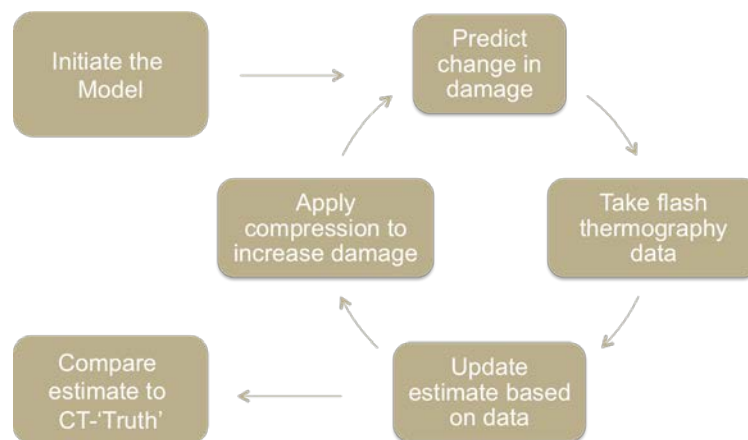 Initiate the
Model
Predict
change in
damage
Apply
compression to
increase damage
Take flash
thermography
data
Compare
estimate to
CT-‘Truth’
Update
estimate based
on data